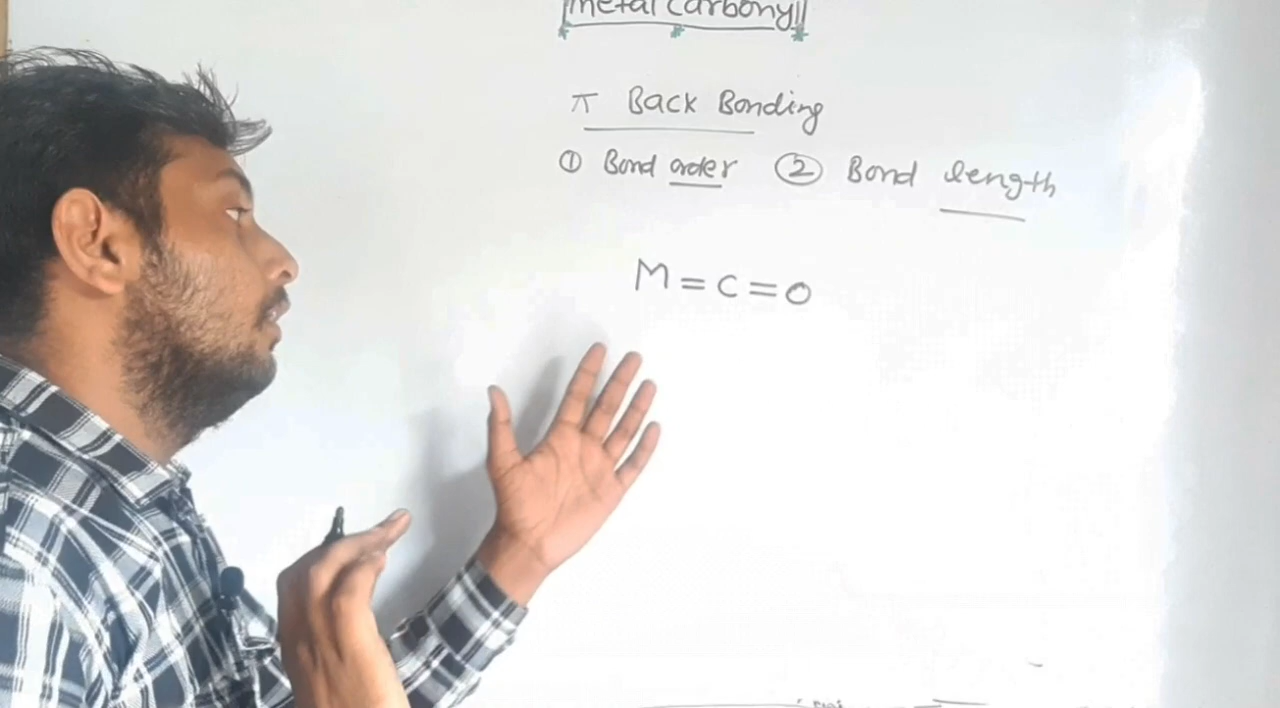 Metal Carbonyl
π Back Bonding
① Bond order ② Bond length
M=C=O